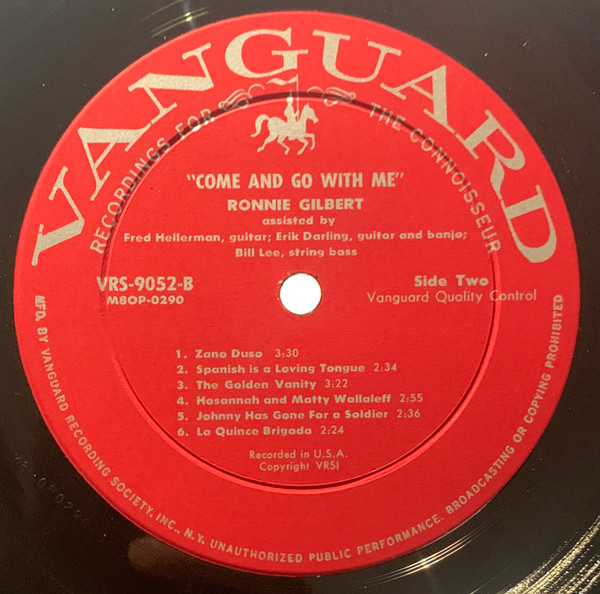 VANGUARD
RECORDINGS FOR THE CONNOISSEUR
"COME AND GO WITH ME"
RONNIE GILBERT
assisted by
Fred Hellerman, guitar; Erik Darling, guitar and banjo;
Bill Lee, string bass
VRS-9052-B
M8OP-0290
Side Two
Vanguard Quality Control
1. Zano Duso 3:30
2. Spanish is a Loving Tongue 2:34
3. The Golden Vanity 3:22
4. Hosannah and Matty Wallaleff 2:55
5. Johnny Has Gone For a Soldier 2:36
6. La Quince Brigada 2:24
Recorded in U.S.A.
Copyright VRSI
MFD. BY VANGUARD RECORDING SOCIETY, INC., N.Y. UNAUTHORIZED PUBLIC PERFORMANCE. BROADCASTING OR COPYING PROHIBITED